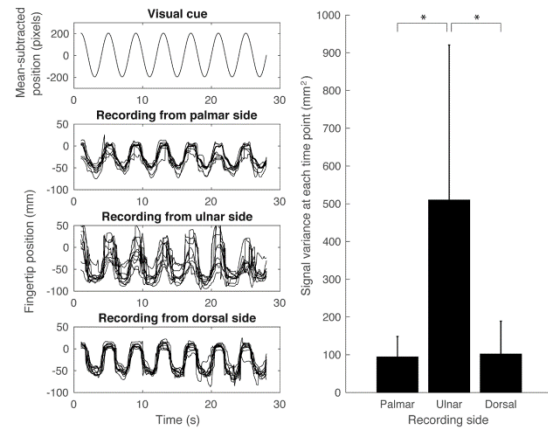 Visual cue
Mean-subtracted
position (pixels)
200
0
-200
0 10 20 30
Recording from palmar side
50
0
-50
-100
0 10 20 30
Recording from ulnar side
50
0
-50
-100
0 10 20 30
Fingertip position (mm)
Recording from dorsal side
50
0
-50
-100
0 10 20 30
Time (s)
* *
Signal variance at each time point (mm²)
1000
900
800
700
600
500
400
300
200
100
0
Palmar Ulnar Dorsal
Recording side